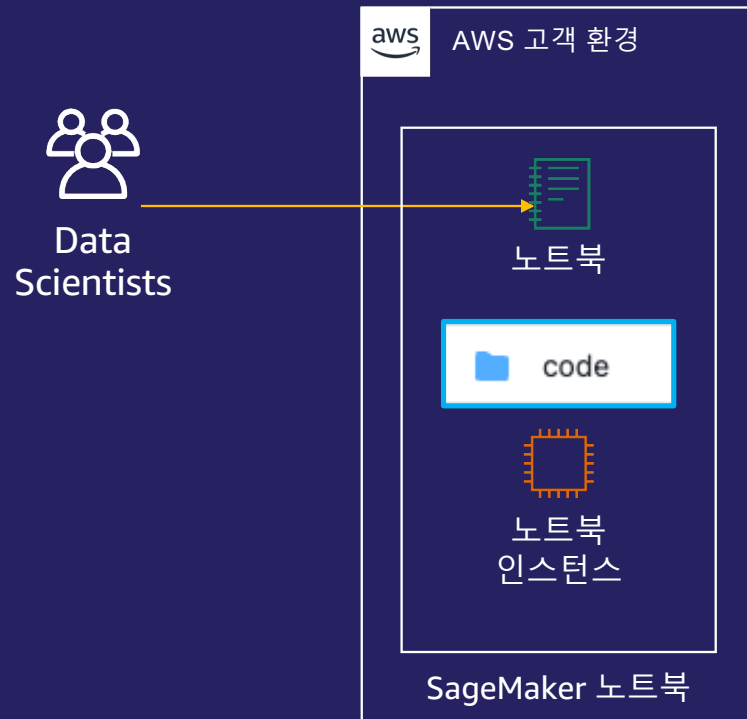 aws
AWS 고객 환경
Data
Scientists
노트북
code
노트북
인스턴스
SageMaker 노트북